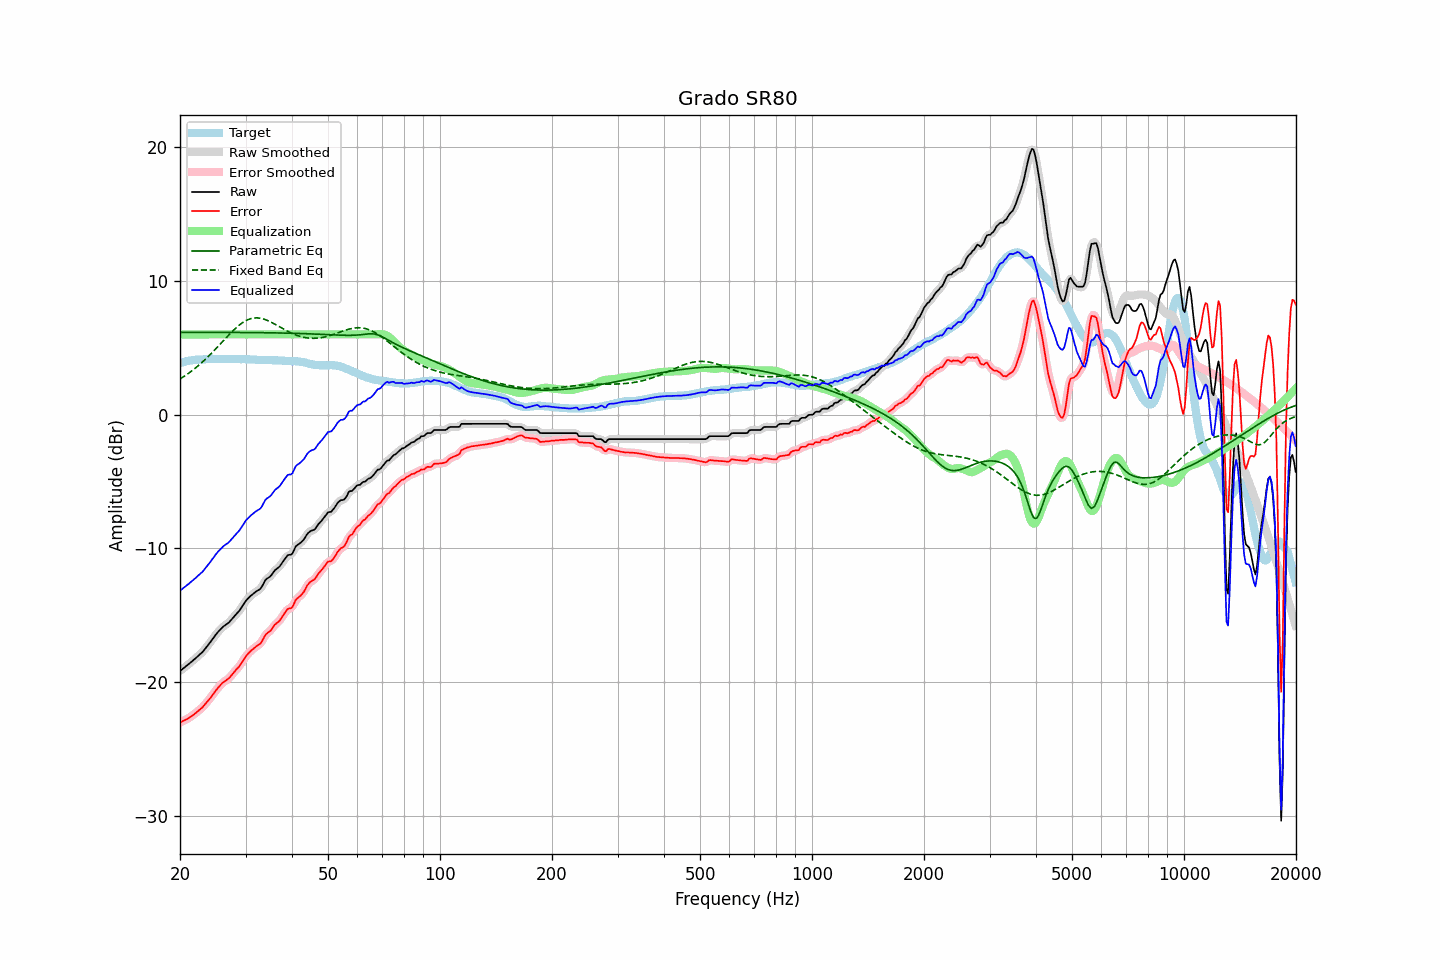 Grado SR80
Target
Raw Smoothed
Error Smoothed
Raw
Error
Equalization
Parametric Eq
Fixed Band Eq
Equalized
20
10
0
−10
−20
−30
Amplitude (dBr)
20 50 100 200 500 1000 2000 5000 10000 20000
Frequency (Hz)